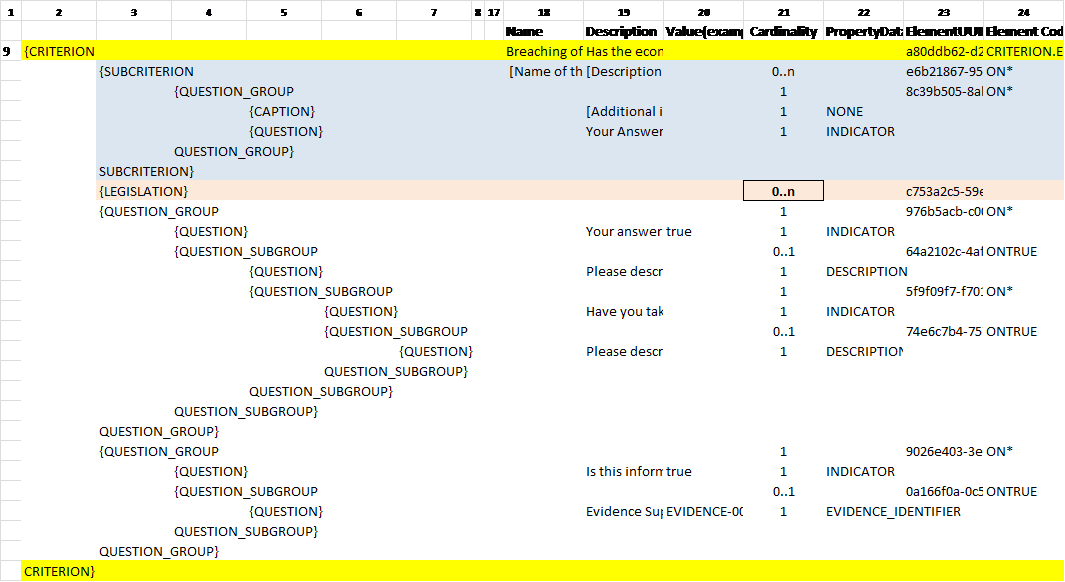 1 2 3 4 5 6 7 8 17 18 19 20 21 22 23 24
Name Description Value(examp Cardinality PropertyData ElementUUI Element Cod
9 {CRITERION Breaching of Has the econ a80ddb62-d2 CRITERION.E
{SUBCRITERION [Name of th [Description 0..n e6b21867-95 ON*
{QUESTION_GROUP 1 8c39b505-8al ON*
{CAPTION} [Additional i 1 NONE
{QUESTION} Your Answer 1 INDICATOR
QUESTION_GROUP}
SUBCRITERION}
{LEGISLATION} 0..n c753a2c5-59e
{QUESTION_GROUP 1 976b5acb-c0 ON*
{QUESTION} Your answer true 1 INDICATOR
{QUESTION_SUBGROUP 0..1 64a2102c-4af ONTRUE
{QUESTION} Please descr 1 DESCRIPTION
{QUESTION_SUBGROUP 1 5f9f09f7-f70 ON*
{QUESTION} Have you tak 1 INDICATOR
{QUESTION_SUBGROUP 0..1 74e6c7b4-75 ONTRUE
{QUESTION} Please descr 1 DESCRIPTION
QUESTION_SUBGROUP}
QUESTION_SUBGROUP}
QUESTION_SUBGROUP}
QUESTION_GROUP}
{QUESTION_GROUP 1 9026e403-3e ON*
{QUESTION} Is this inforn true 1 INDICATOR
{QUESTION_SUBGROUP 0..1 0a166f0a-0c5 ONTRUE
{QUESTION} Evidence Sup EVIDENCE-00 1 EVIDENCE_IDENTIFIER
QUESTION_SUBGROUP}
QUESTION_GROUP}
CRITERION}